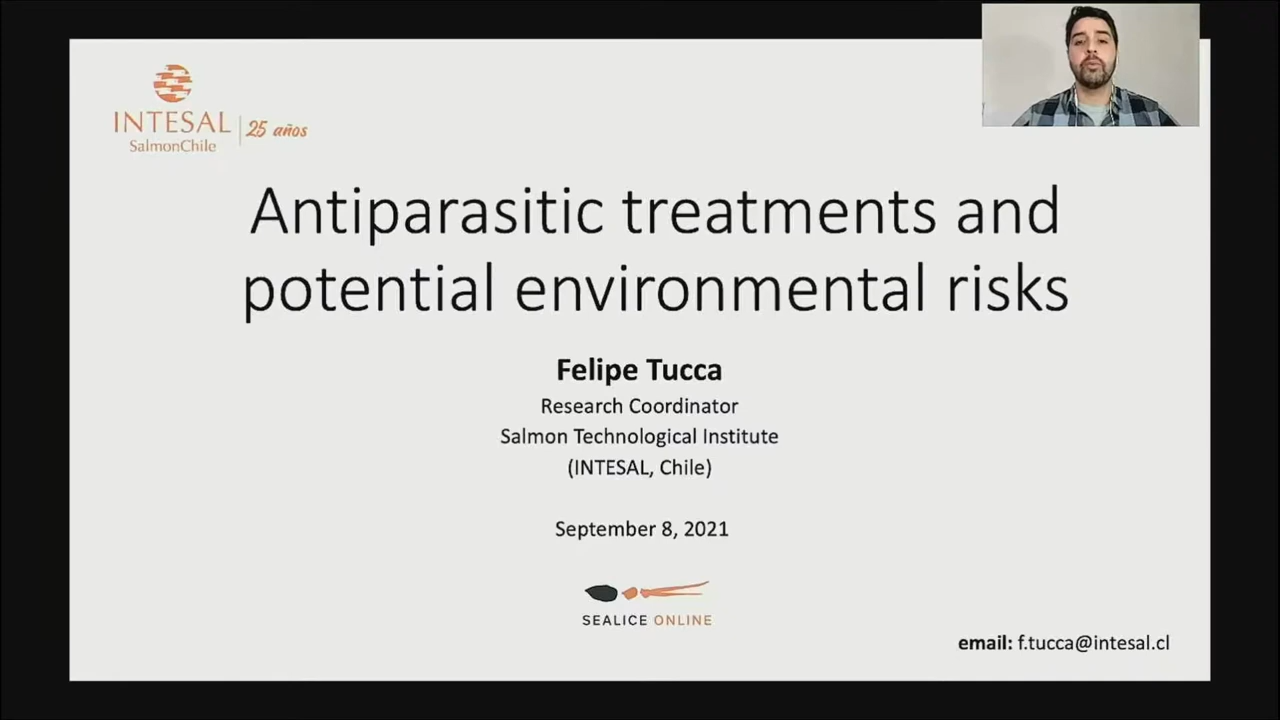 INTESAL
SalmonChile
25 años
Antiparasitic treatments and
potential environmental risks
Felipe Tucca
Research Coordinator
Salmon Technological Institute
(INTESAL, Chile)
September 8, 2021
SEALICE ONLINE
email: f.tucca@intesal.cl